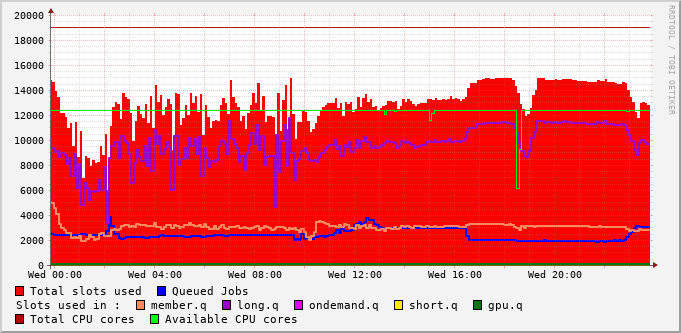 20000
18000
16000
14000
12000
10000
8000
6000
4000
2000
0
Wed 00:00 Wed 04:00 Wed 08:00 Wed 12:00 Wed 16:00 Wed 20:00
Total slots used Queued Jobs
Slots used in : member.q long.q ondemand.q short.q gpu.q
Total CPU cores Available CPU cores
RRDTOOL / TOBI OETIKER